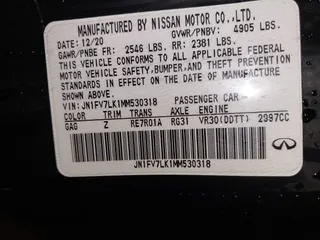 MANUFACTURED BY NISSAN MOTOR CO.,LTD.
DATE: 12/20 GVWR/PNBV: 4905 LBS.
GAWR/PNBE FR: 2546 LBS. RR: 2381 LBS.
THIS VEHICLE CONFORMS TO ALL APPLICABLE FEDERAL
MOTOR VEHICLE SAFETY, BUMPER, AND THEFT
PREVENTION STANDARDS IN EFFECT ON THE DATE OF MANUFACTURE
SHOWN ABOVE.
VIN: JN1FV7LK1MM530318 PASSENGER CAR
COLOR TRIM TRANS AXLE ENGINE
GAG Z RE7R01A RG31 VR30(DDTT) 2997CC
JN1FV7LK1MM530318